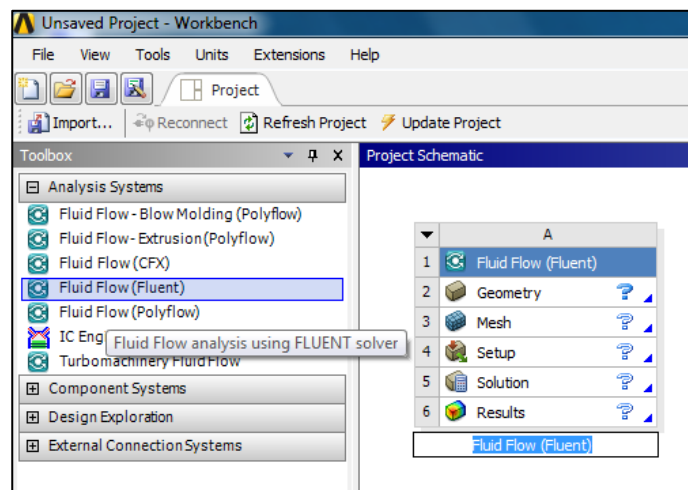 Unsaved Project - Workbench
File View Tools Units Extensions Help
Project
Import... Reconnect Refresh Project Update Project
Toolbox
Project Schematic
Analysis Systems
Fluid Flow - Blow Molding (Polyflow)
Fluid Flow - Extrusion (Polyflow)
Fluid Flow (CFX)
Fluid Flow (Fluent)
Fluid Flow (Polyflow)
IC Eng
Fluid Flow analysis using FLUENT solver
Turbomachinery Fluid Flow
Component Systems
Design Exploration
External Connection Systems
A
1 Fluid Flow (Fluent)
2 Geometry ?
3 Mesh ?
4 Setup ?
5 Solution ?
6 Results ?
Fluid Flow (Fluent)